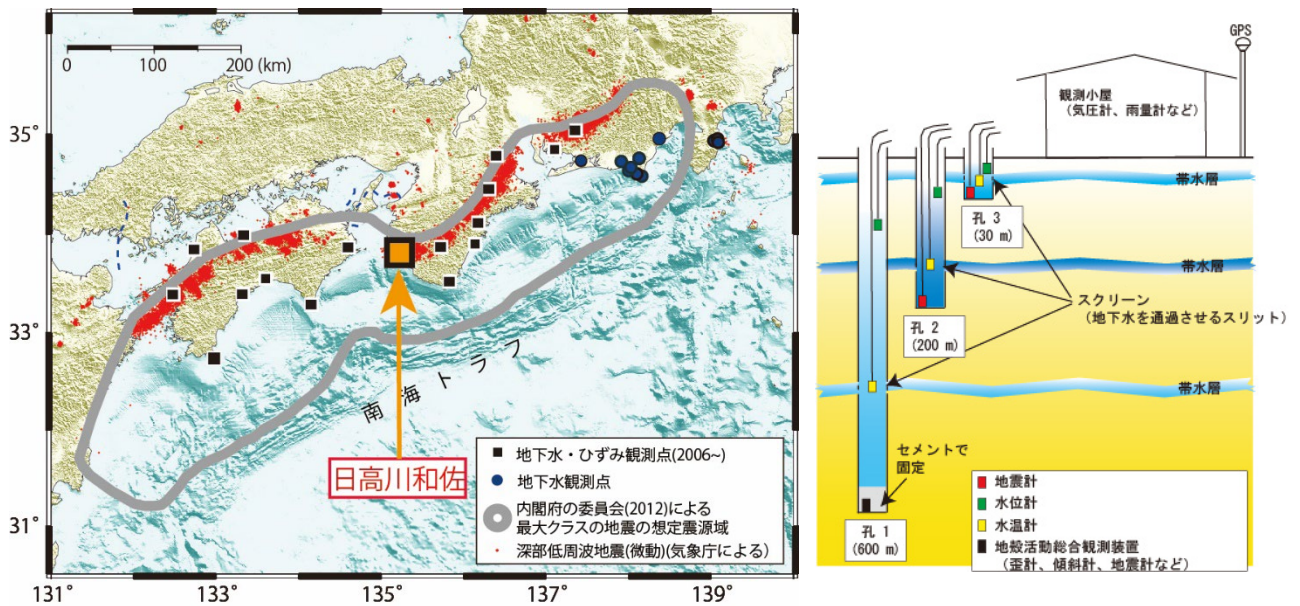 0 100 200 (km)
35°
33°
31°
131° 133° 135° 137° 139°
南海トラフ
日高川和佐
地下水・ひずみ観測点(2006~)
地下水観測点
内閣府の委員会(2012)による
最大クラスの地震の想定震源域
深部低周波地震(微動)(気象庁による)
GPS
観測小屋
(気圧計、雨量計など)
帯水層
孔 3
(30 m)
帯水層
スクリーン
(地下水を通過させるスリット)
孔 2
(200 m)
帯水層
セメントで
固定
孔 1
(600 m)
地震計
水位計
水温計
地殻活動総合観測装置
(歪計、傾斜計、地震計など)